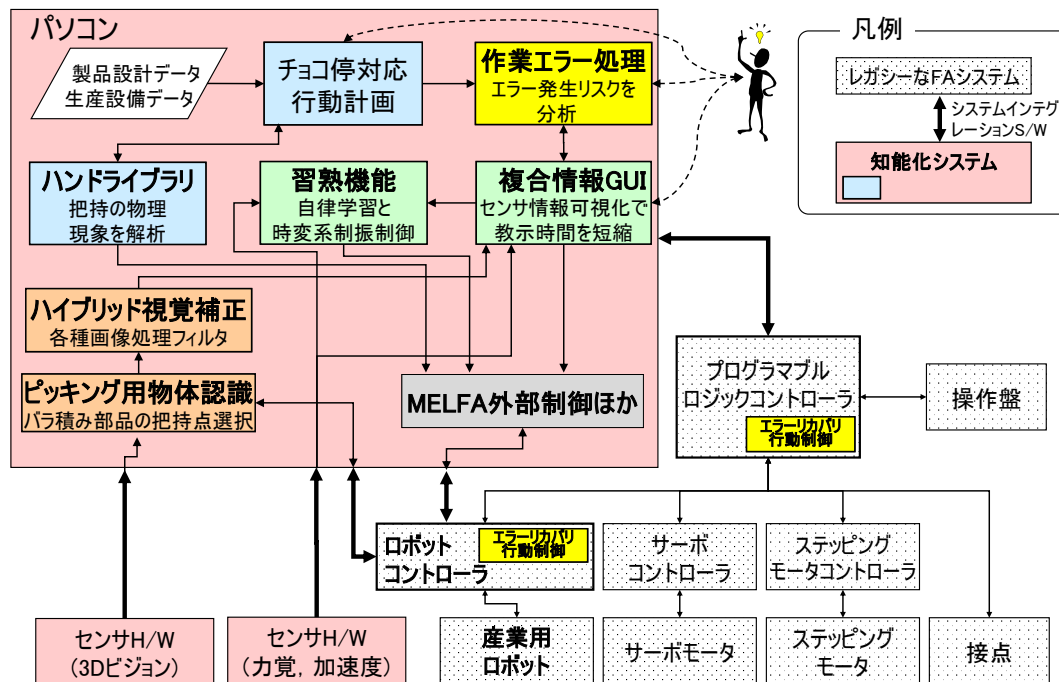 パソコン
製品設計データ
生産設備データ
チョコ停対応
行動計画
作業エラー処理
エラー発生リスクを
分析
凡例
レガシーなFAシステム
システムインテグ
レーションS/W
知能化システム
ハンドライブラリ
把持の物理
現象を解析
習熟機能
自律学習と
時変系制振制御
複合情報GUI
センサ情報可視化で
教示時間を短縮
ハイブリッド視覚補正
各種画像処理フィルタ
ピッキング用物体認識
バラ積み部品の把持点選択
MELFA外部制御ほか
プログラマブル
ロジックコントローラ
エラーリカバリ
行動制御
操作盤
ロボット
コントローラ
エラーリカバリ
行動制御
サーボ
コントローラ
ステッピング
モータコントローラ
センサH/W
(3Dビジョン)
センサH/W
(力覚，加速度)
産業用
ロボット
サーボモータ
ステッピング
モータ
接点